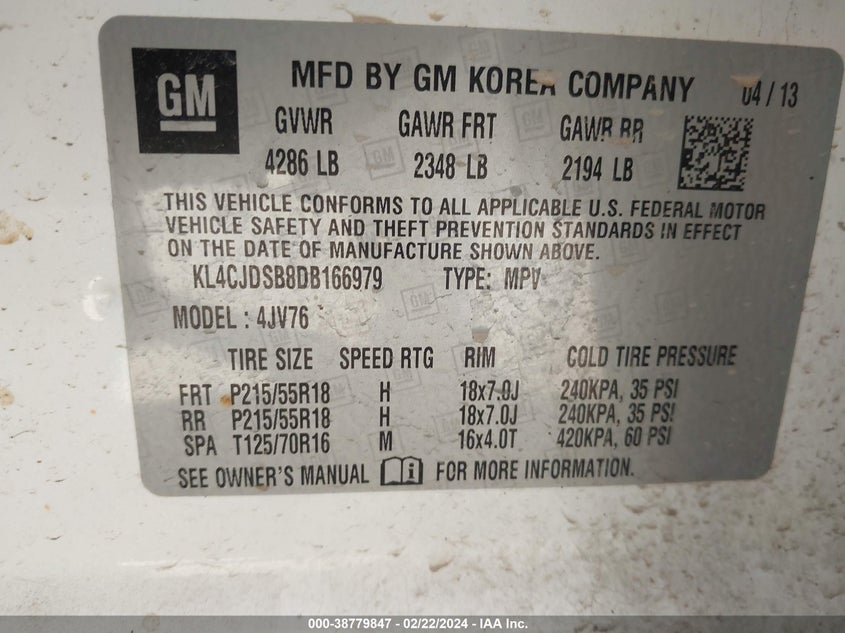 GM
MFD BY GM KOREA COMPANY 04 / 13
GVWR GAWR FRT GAWR RR
4286 LB 2348 LB 2194 LB
THIS VEHICLE CONFORMS TO ALL APPLICABLE U.S. FEDERAL MOTOR
VEHICLE SAFETY AND THEFT PREVENTION STANDARDS IN EFFECT
ON THE DATE OF MANUFACTURE SHOWN ABOVE.
KL4CJDSB8DB166979 TYPE: MPV
MODEL : 4JV76
TIRE SIZE SPEED RTG RIM COLD TIRE PRESSURE
FRT P215/55R18 H 18x7.0J 240KPA, 35 PSI
RR P215/55R18 H 18x7.0J 240KPA, 35 PSI
SPA T125/70R16 M 16x4.0T 420KPA, 60 PSI
SEE OWNER'S MANUAL FOR MORE INFORMATION.
000-38779847 - 02/22/2024 - IAA Inc.